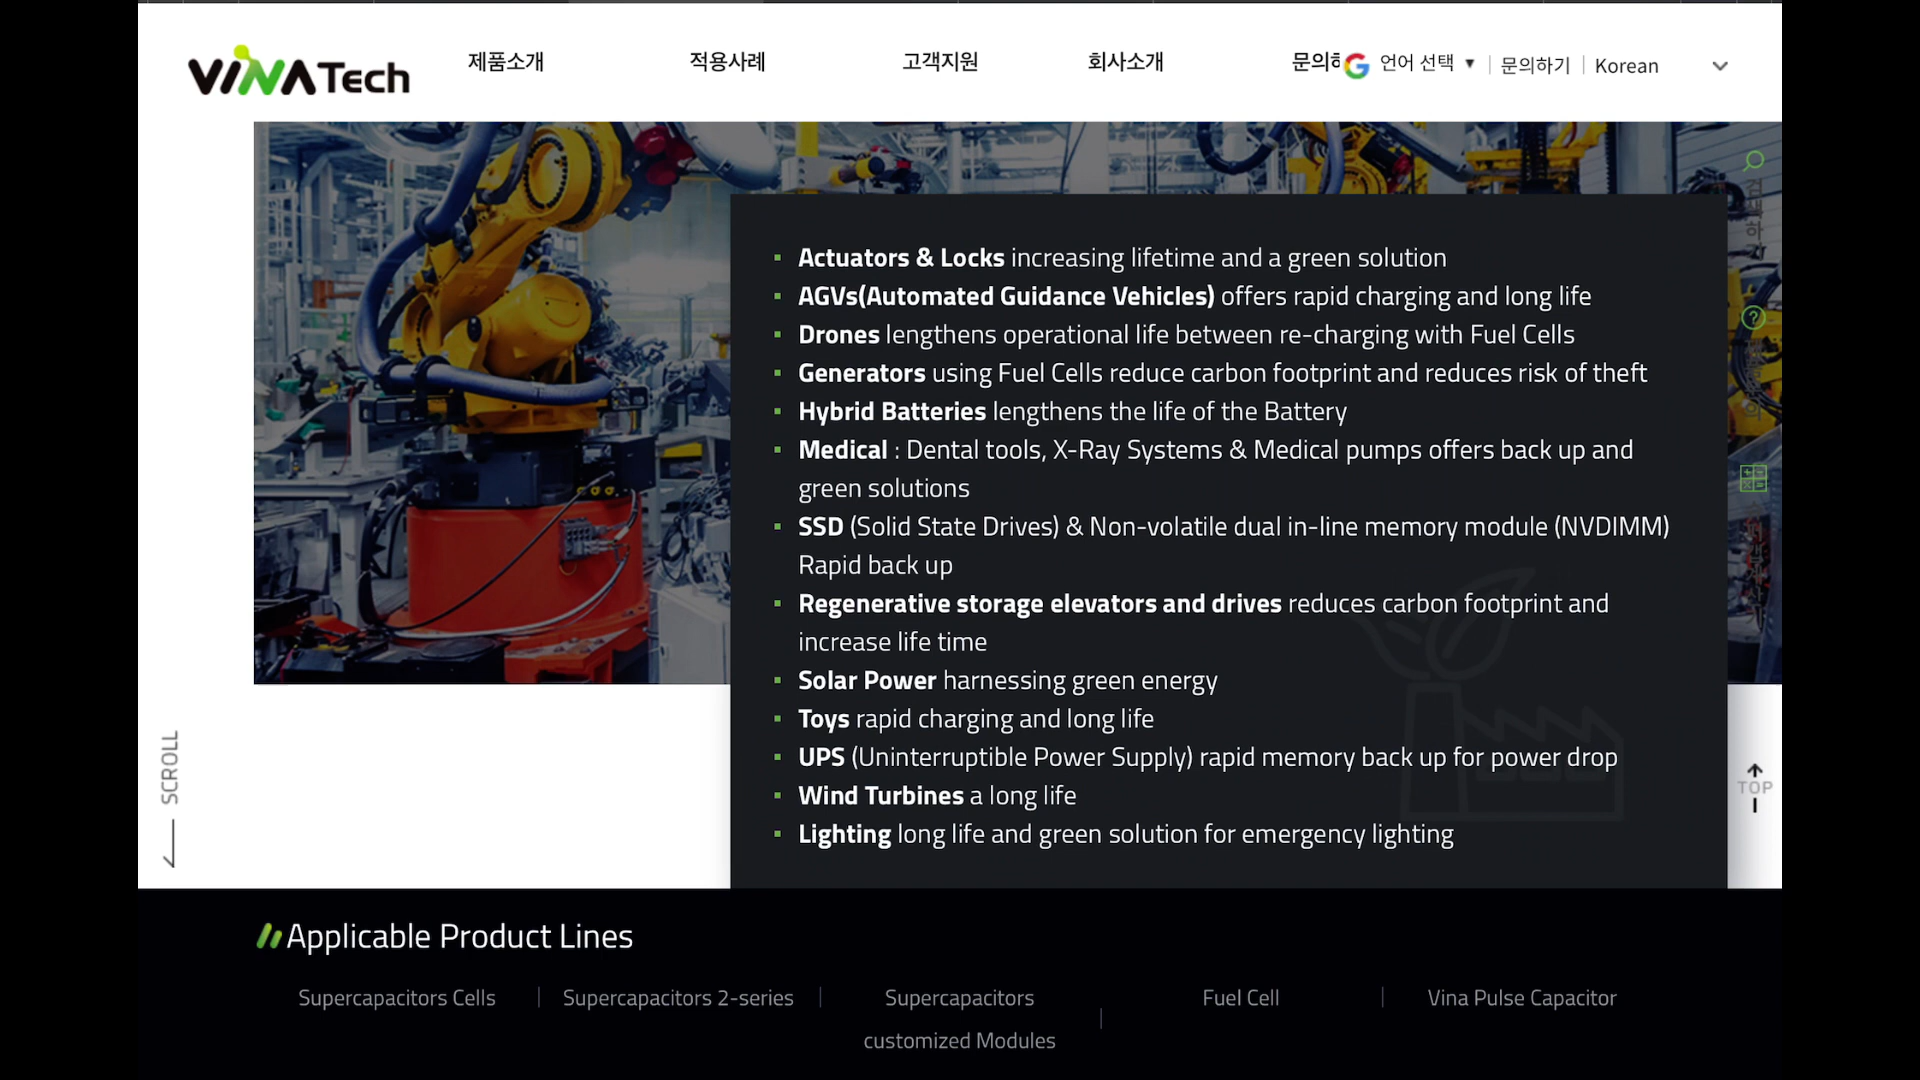 ViNATech
제품소개
적용사례
고객지원
회사소개
문의하
언어 선택 ▼
문의하기
Korean
Actuators & Locks increasing lifetime and a green solution
AGVs(Automated Guidance Vehicles) offers rapid charging and long life
Drones lengthens operational life between re-charging with Fuel Cells
Generators using Fuel Cells reduce carbon footprint and reduces risk of theft
Hybrid Batteries lengthens the life of the Battery
Medical : Dental tools, X-Ray Systems & Medical pumps offers back up and
green solutions
SSD (Solid State Drives) & Non-volatile dual in-line memory module (NVDIMM)
Rapid back up
Regenerative storage elevators and drives reduces carbon footprint and
increase life time
Solar Power harnessing green energy
Toys rapid charging and long life
UPS (Uninterruptible Power Supply) rapid memory back up for power drop
Wind Turbines a long life
Lighting long life and green solution for emergency lighting
SCROLL
TOP
Applicable Product Lines
Supercapacitors Cells
Supercapacitors 2-series
Supercapacitors
customized Modules
Fuel Cell
Vina Pulse Capacitor